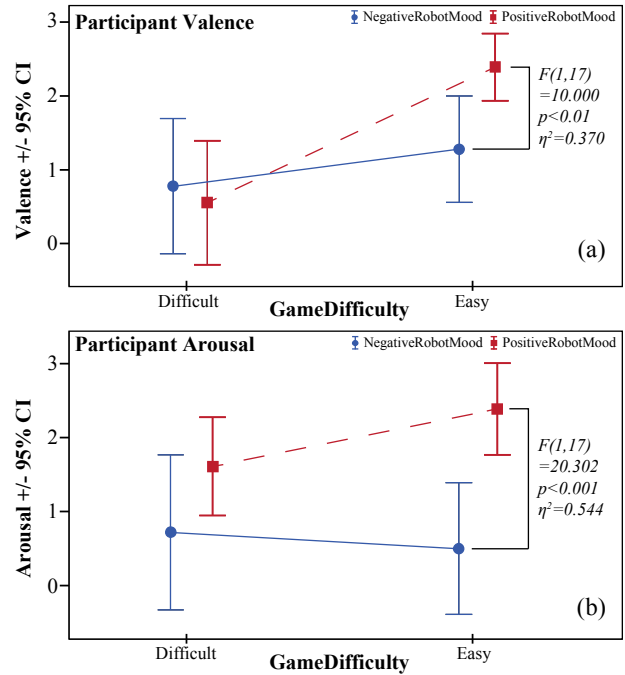 Participant Valence
NegativeRobotMood PositiveRobotMood
Valence +/- 95% CI
3
2
1
0
F(1,17)
=10.000
p<0.01
η²=0.370
(a)
Difficult Easy
GameDifficulty
Participant Arousal
NegativeRobotMood PositiveRobotMood
Arousal +/- 95% CI
3
2
1
0
F(1,17)
=20.302
p<0.001
η²=0.544
(b)
Difficult Easy
GameDifficulty